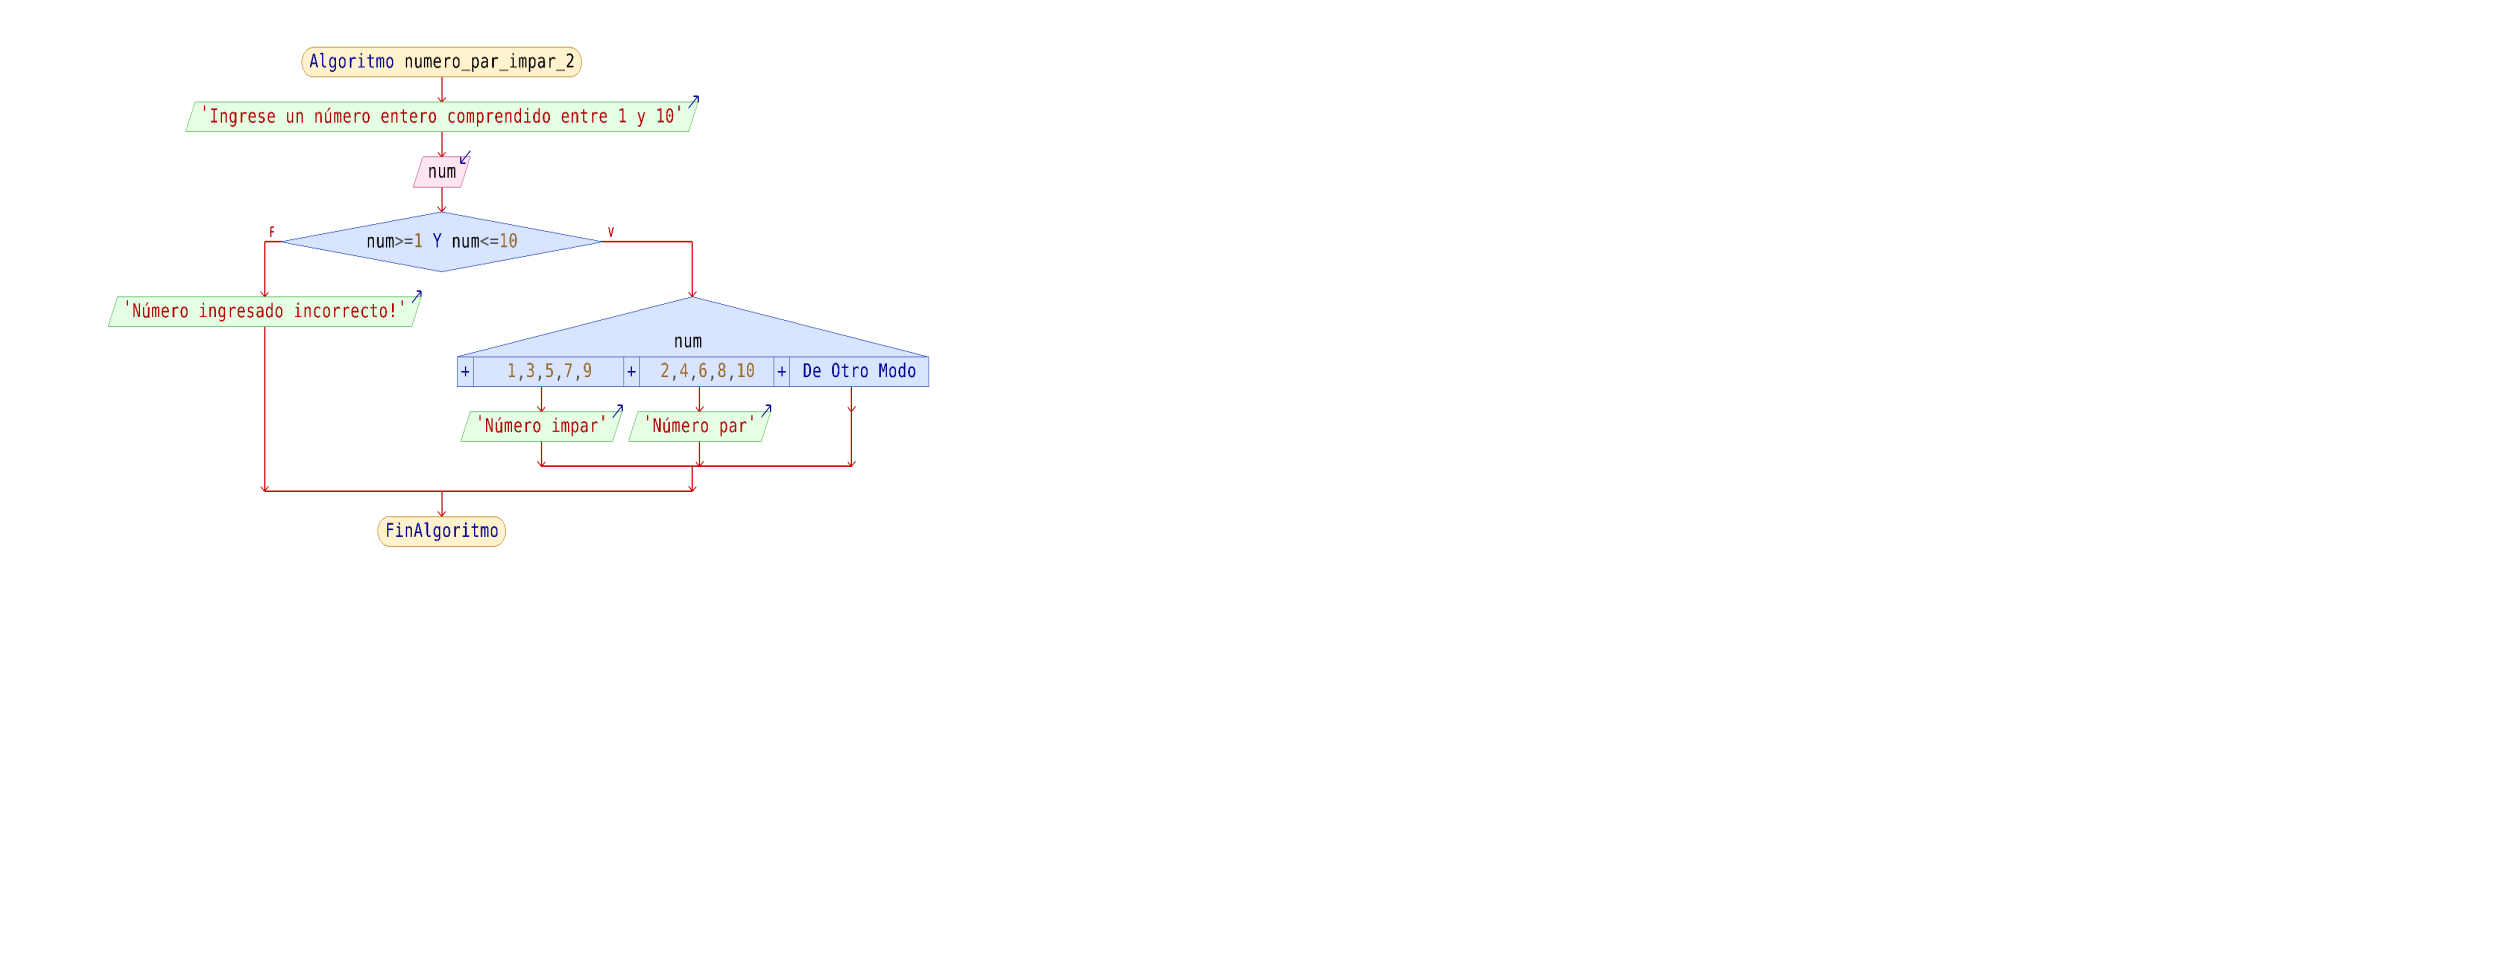 Algoritmo numero_par_impar_2
'Ingrese un número entero comprendido entre 1 y 10'
num
F
num>=1 Y num<=10
V
'Número ingresado incorrecto!'
num
+ 1,3,5,7,9 + 2,4,6,8,10 + De Otro Modo
'Número impar' 'Número par'
FinAlgoritmo